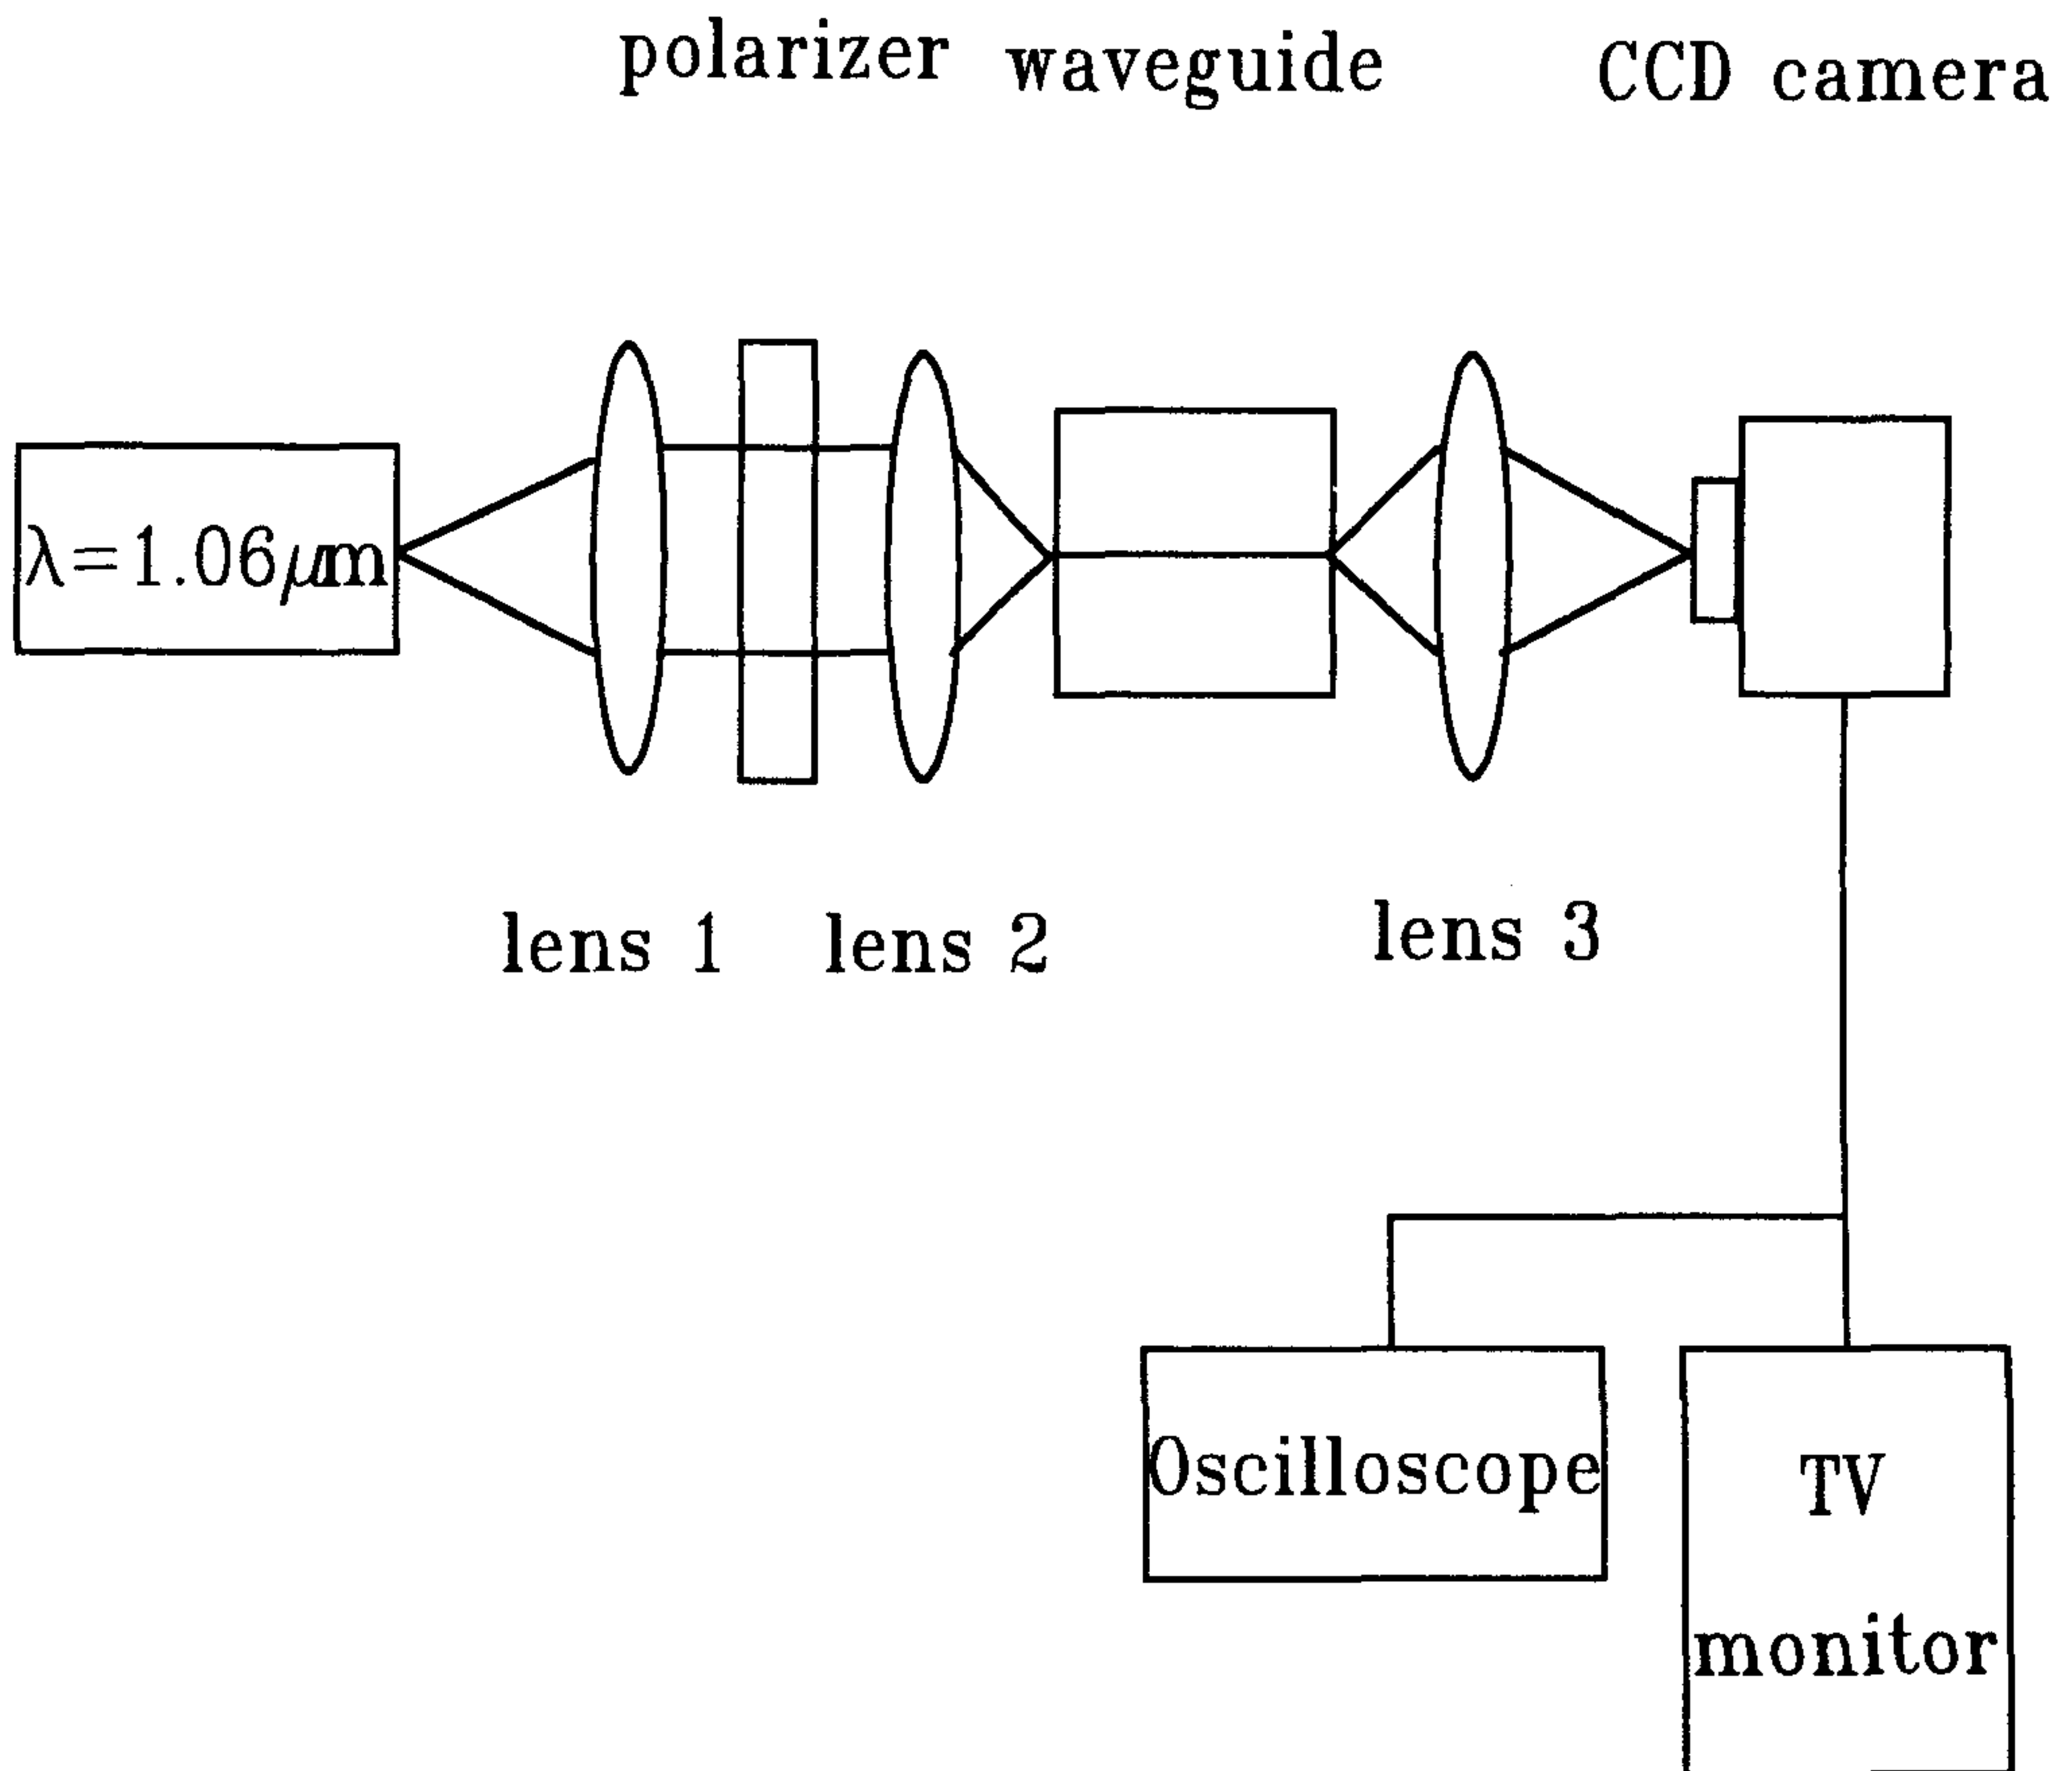 polarizer waveguide CCD camera
λ=1.06μm
lens 1 lens 2 lens 3
Oscilloscope
TV
monitor